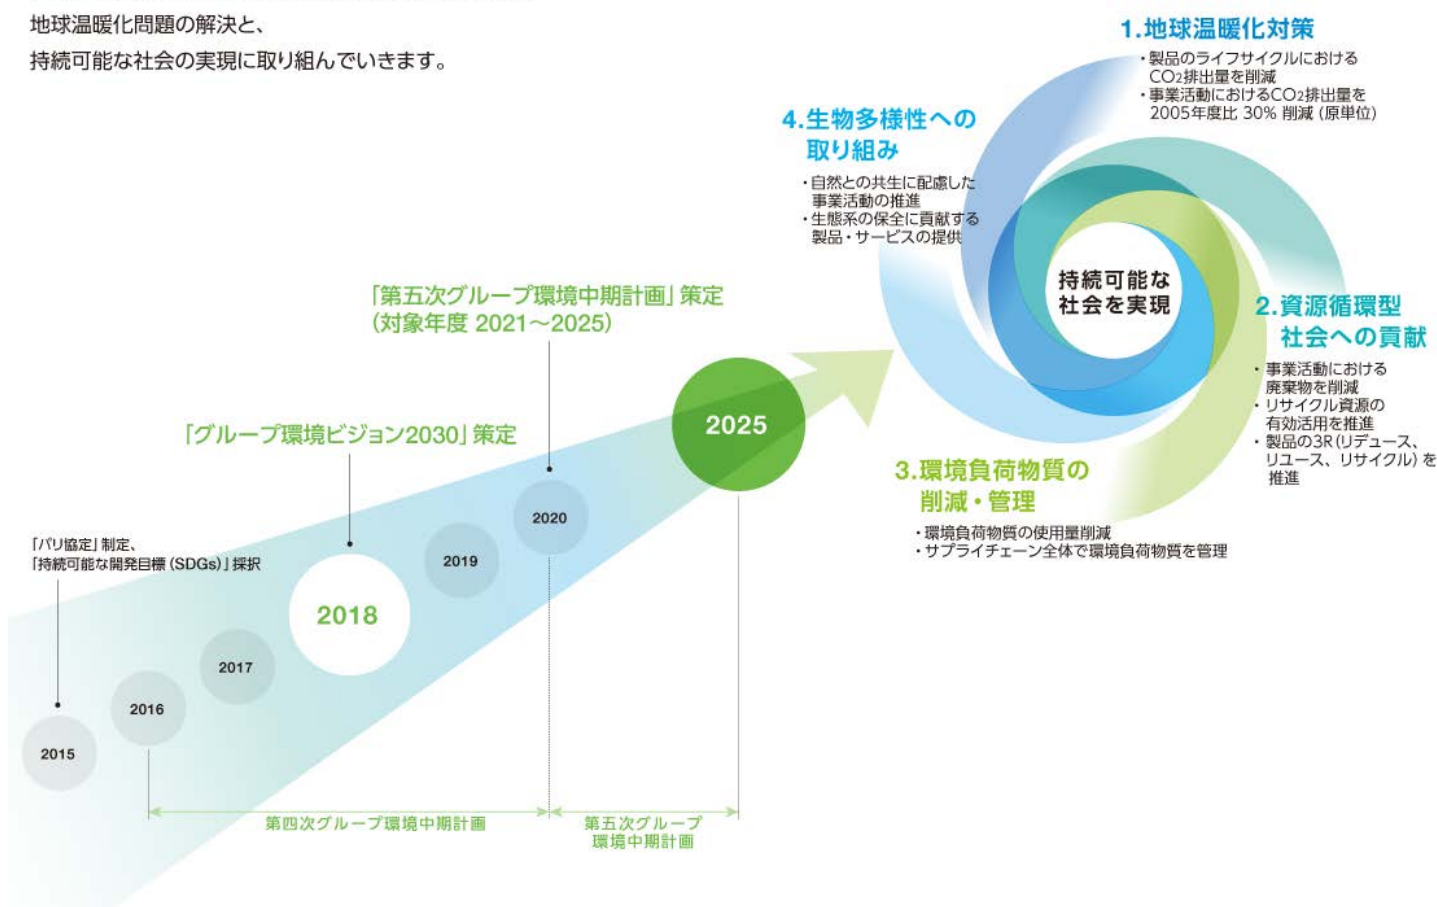 地球温暖化問題の解決と、
持続可能な社会の実現に取り組んでいきます。
1.地球温暖化対策
・製品のライフサイクルにおける
CO2排出量を削減
・事業活動におけるCO2排出量を
2005年度比 30% 削減 (原単位)
4.生物多様性への
取り組み
・自然との共生に配慮した
事業活動の推進
・生態系の保全に貢献する
製品・サービスの提供
持続可能な
社会を実現
2.資源循環型
社会への貢献
・事業活動における
廃棄物を削減
・リサイクル資源の
有効活用を推進
・製品の3R(リデュース、
リユース、リサイクル)を
推進
3.環境負荷物質の
削減・管理
・環境負荷物質の使用量削減
・サプライチェーン全体で環境負荷物質を管理
「第五次グループ環境中期計画」策定
(対象年度 2021～2025)
「グループ環境ビジョン2030」策定
「パリ協定」制定、
「持続可能な開発目標 (SDGs)」採択
2015
2016
2017
2018
2019
2020
2025
第四次グループ環境中期計画
第五次グループ
環境中期計画